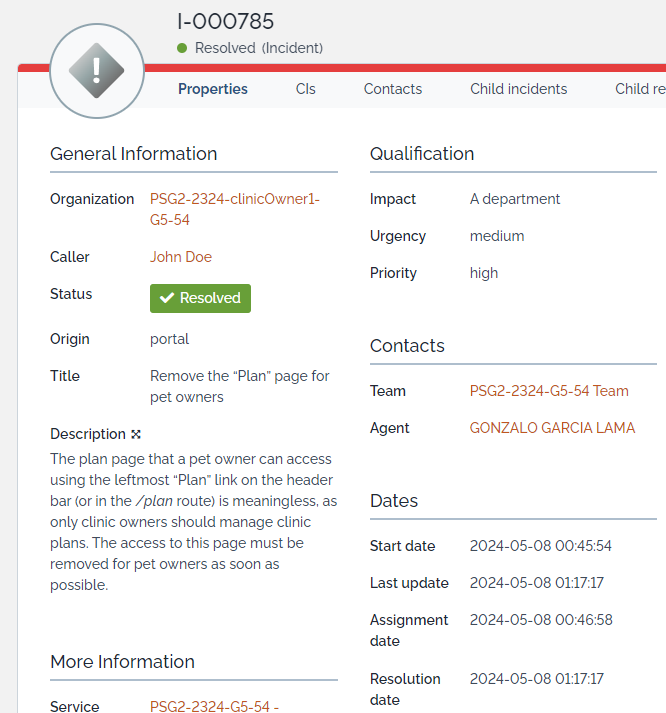 I-000785
Resolved (Incident)
Properties
CIs
Contacts
Child incidents
Child re
General Information
Organization
PSG2-2324-clinicOwner1-
G5-54
Caller
John Doe
Status
Resolved
Origin
portal
Title
Remove the “Plan” page for
pet owners
Description
The plan page that a pet owner can access
using the leftmost “Plan” link on the header
bar (or in the /plan route) is meaningless, as
only clinic owners should manage clinic
plans. The access to this page must be
removed for pet owners as soon as
possible.
More Information
Service
PSG2-2324-G5-54 -
Qualification
Impact
A department
Urgency
medium
Priority
high
Contacts
Team
PSG2-2324-G5-54 Team
Agent
GONZALO GARCIA LAMA
Dates
Start date
2024-05-08 00:45:54
Last update
2024-05-08 01:17:17
Assignment
date
2024-05-08 00:46:58
Resolution
date
2024-05-08 01:17:17